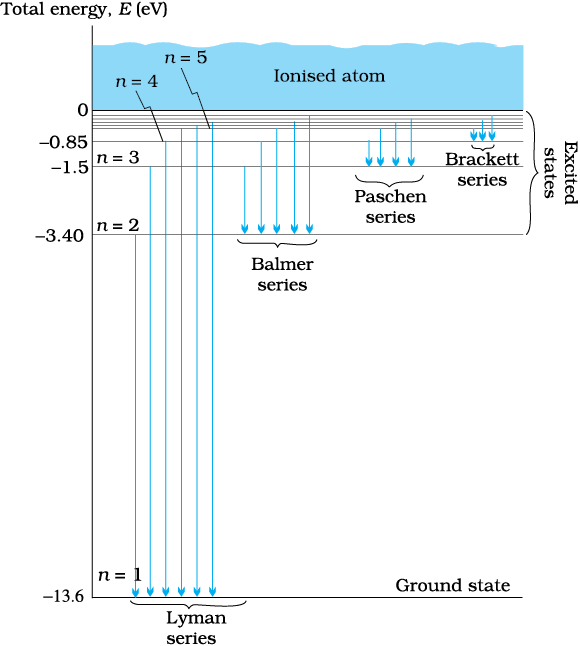 Total energy, E (eV)
Ionised atom
n = 5
n = 4
0
−0.85
n = 3
−1.5
Brackett
series
Excited
states
Paschen
series
n = 2
−3.40
Balmer
series
n = 1
Ground state
−13.6
Lyman
series